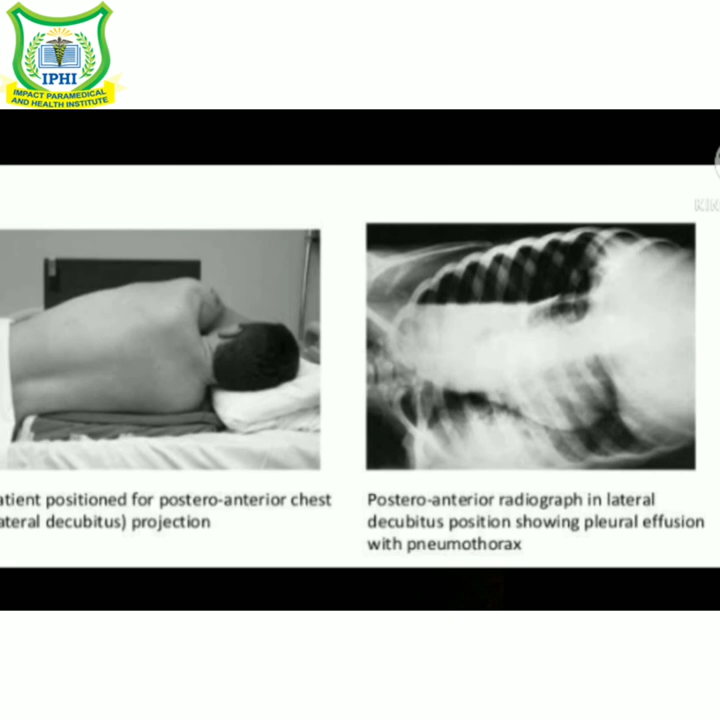 IPHI
IMPACT PARAMEDICAL
AND HEALTH INSTITUTE
KIN
atient positioned for postero-anterior chest
ateral decubitus) projection
Postero-anterior radiograph in lateral
decubitus position showing pleural effusion
with pneumothorax